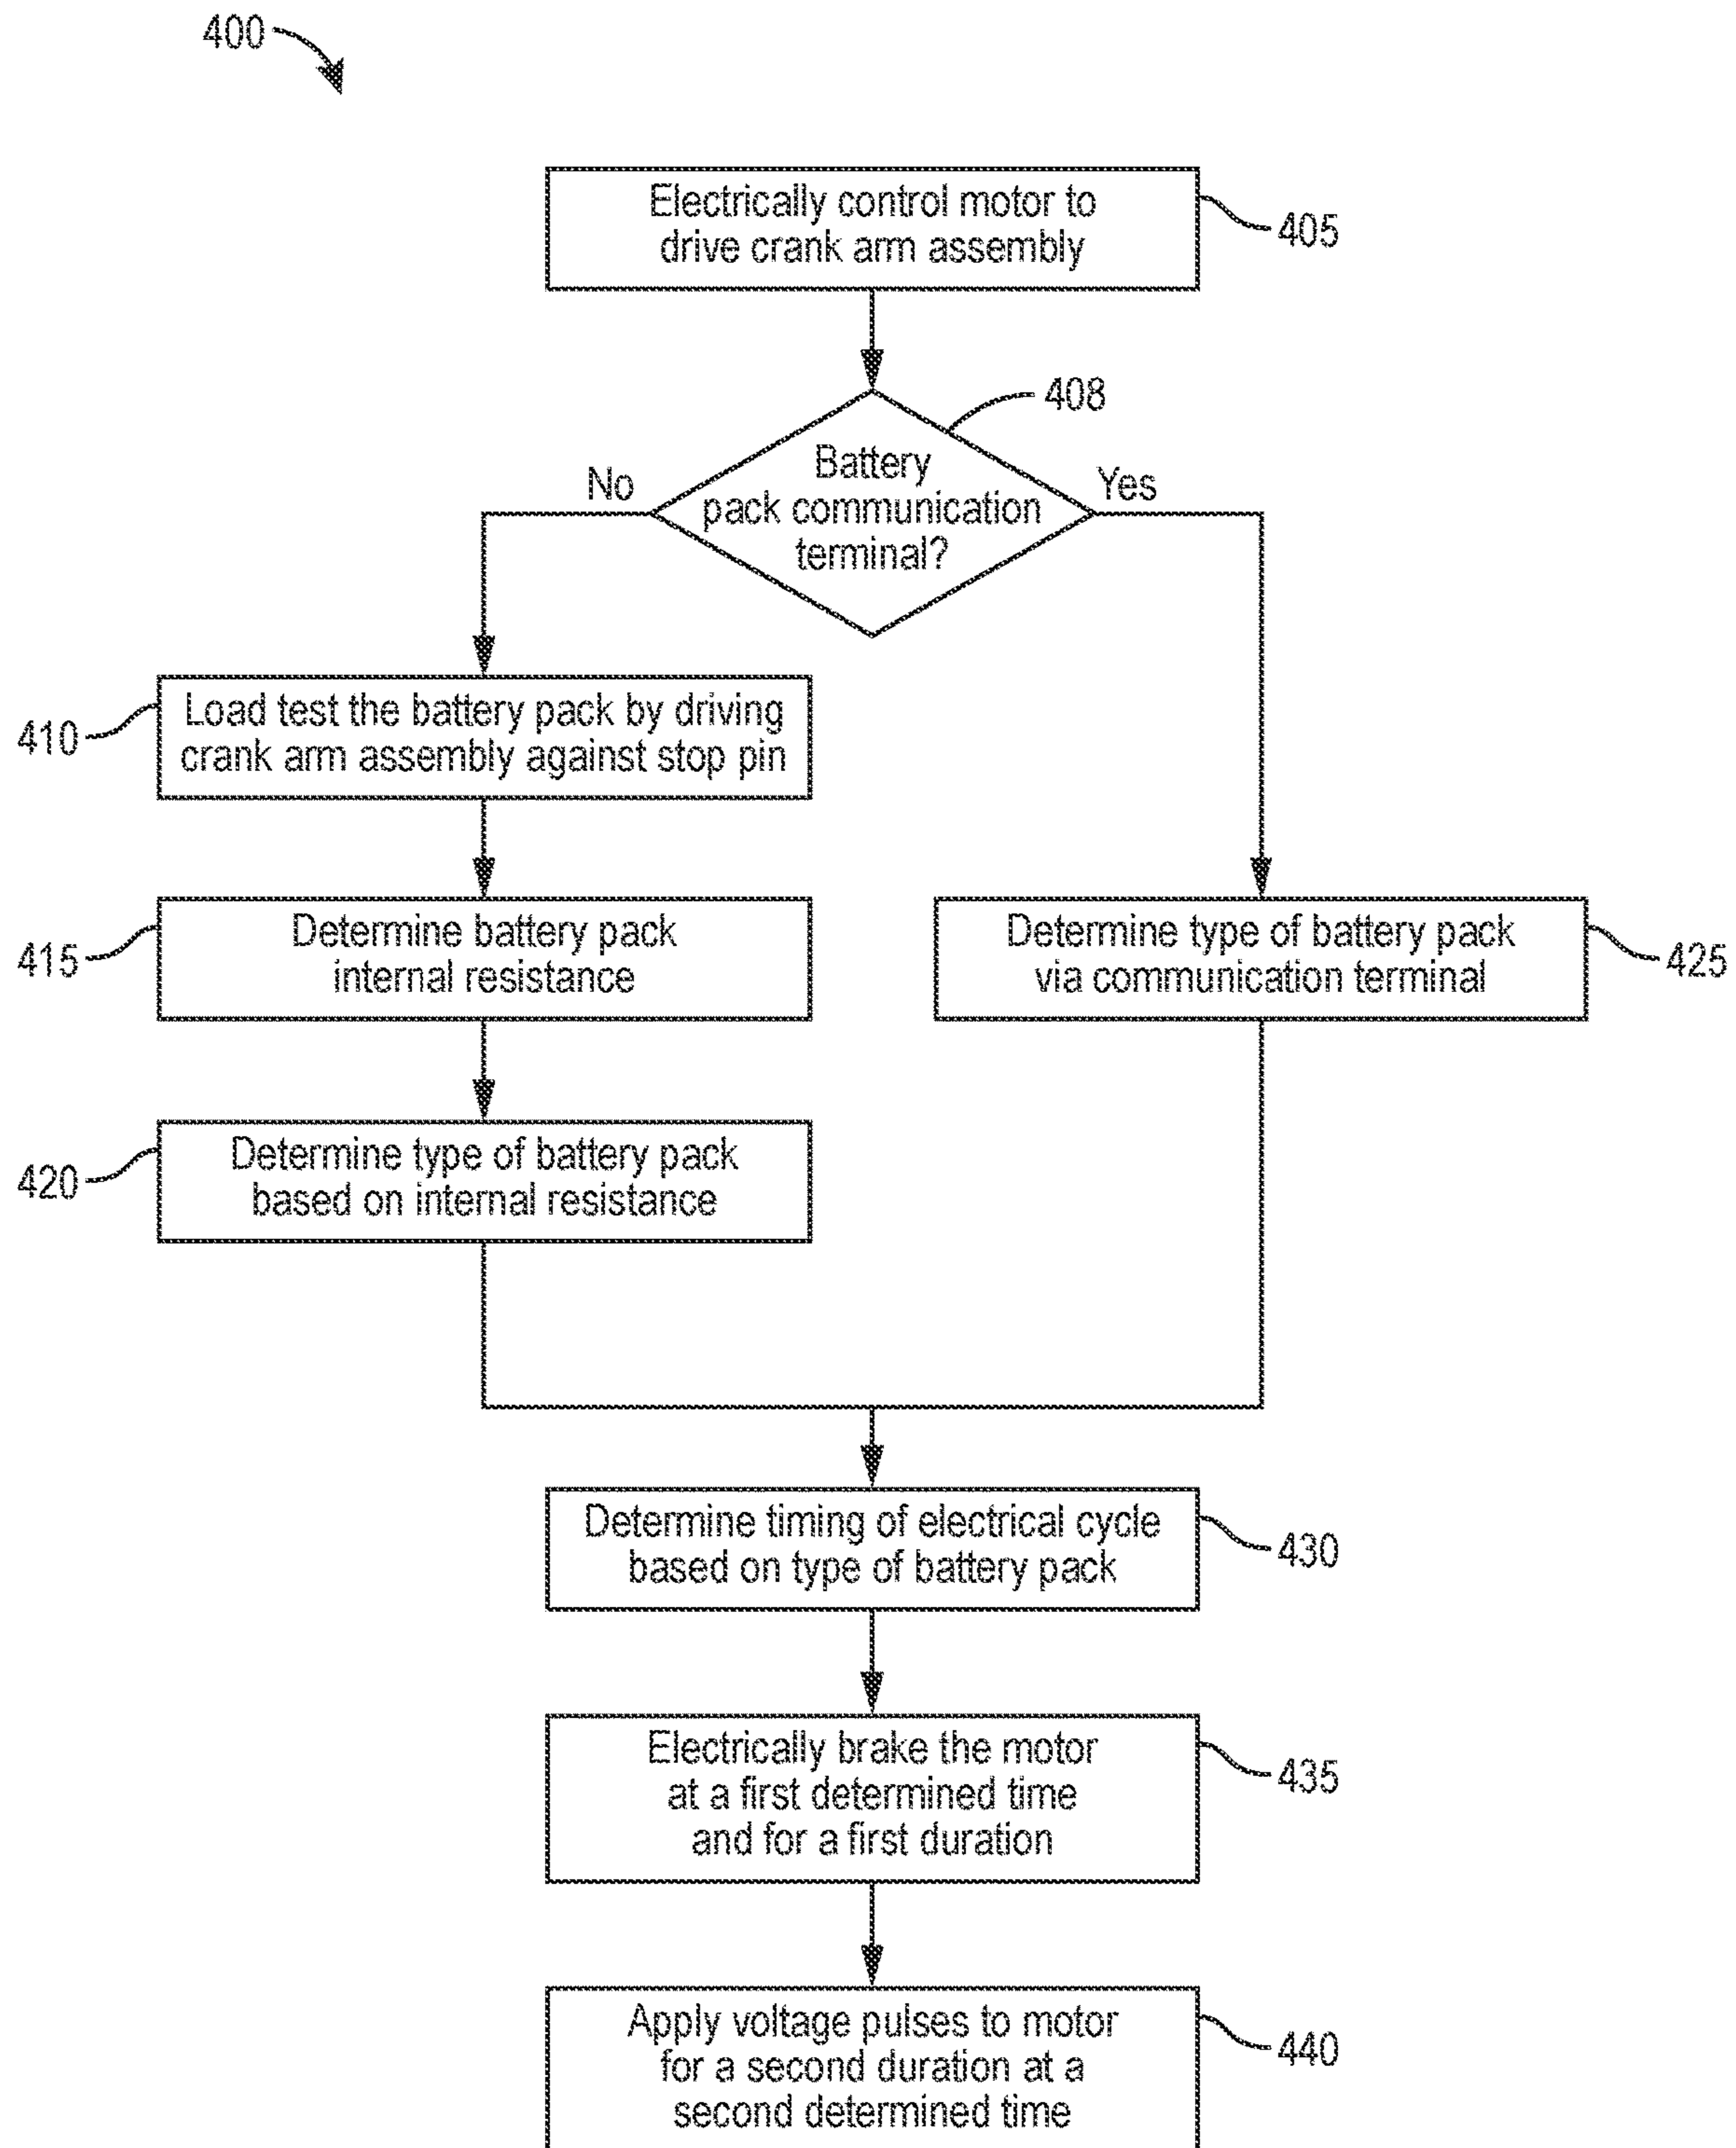 400
Electrically control motor to
drive crank arm assembly
405
408
Battery
pack communication
terminal?
No
Yes
Load test the battery pack by driving
crank arm assembly against stop pin
410
Determine battery pack
internal resistance
415
Determine type of battery pack
via communication terminal
425
Determine type of battery pack
based on internal resistance
420
Determine timing of electrical cycle
based on type of battery pack
430
Electrically brake the motor
at a first determined time
and for a first duration
435
Apply voltage pulses to motor
for a second duration at a
second determined time
440